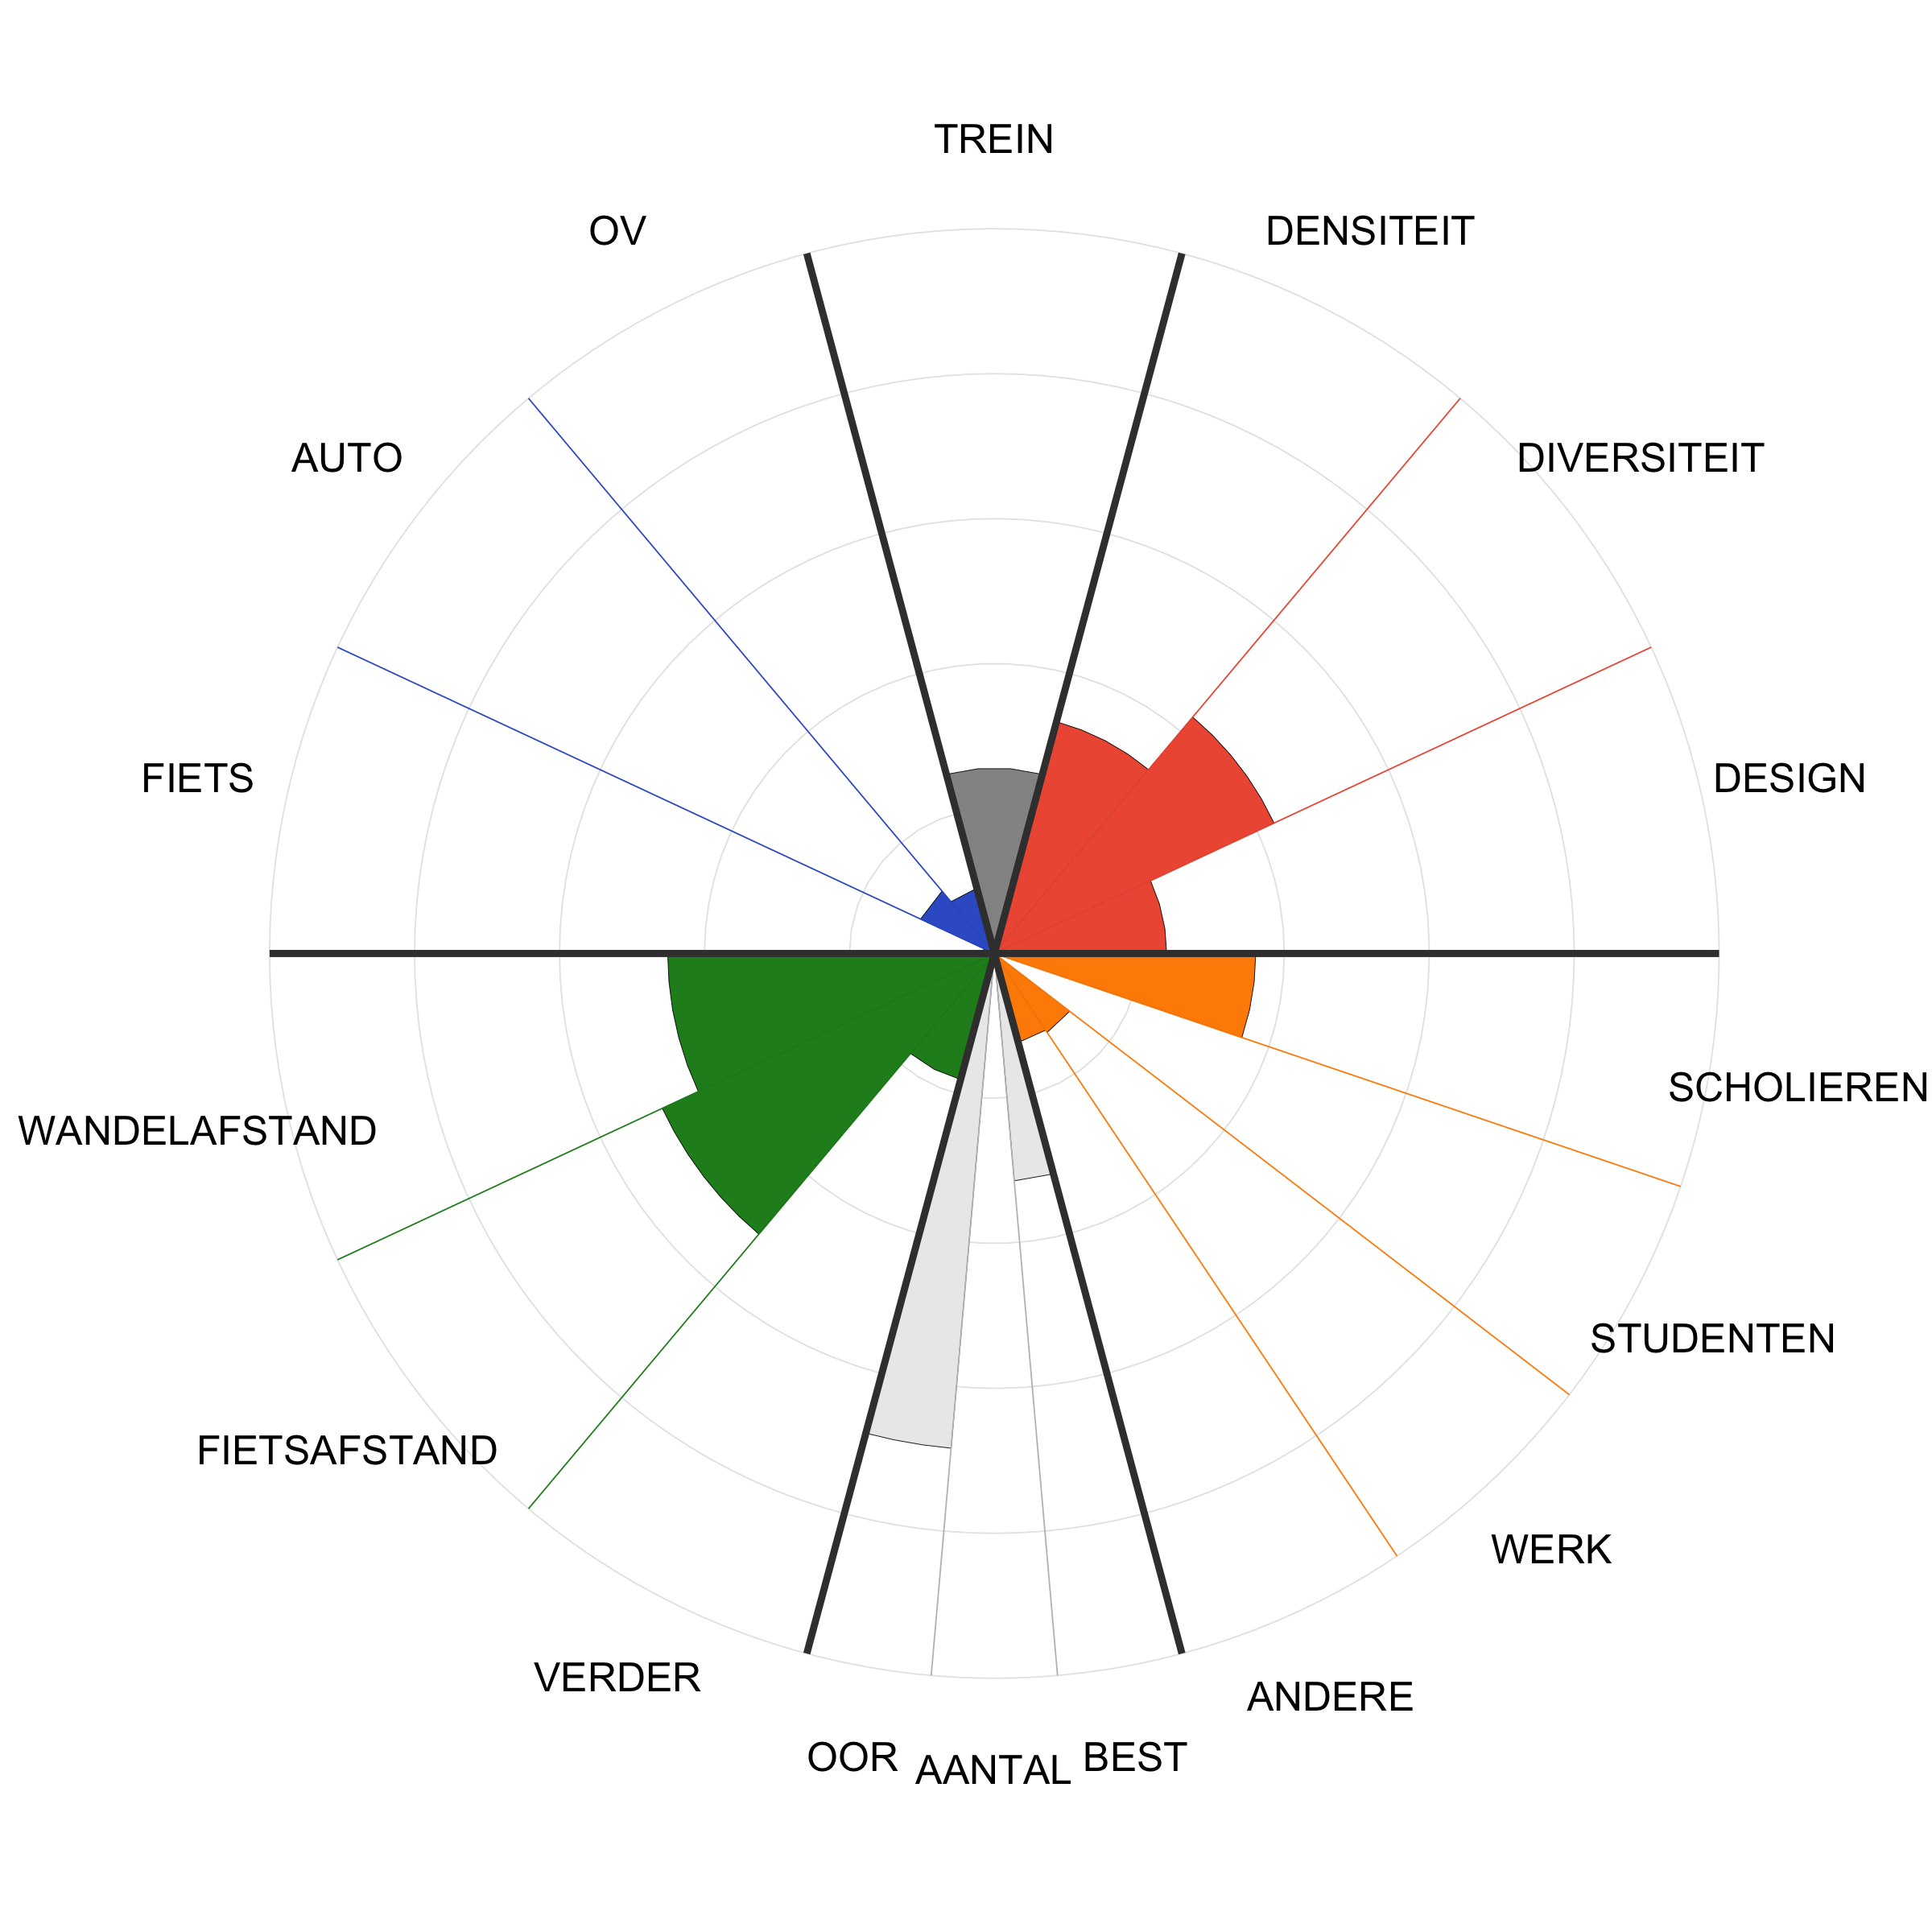 TREIN
OV
DENSITEIT
AUTO
DIVERSITEIT
FIETS
DESIGN
SCHOLIEREN
WANDELAFSTAND
STUDENTEN
FIETSAFSTAND
WERK
VERDER
ANDERE
OOR
AANTAL
BEST